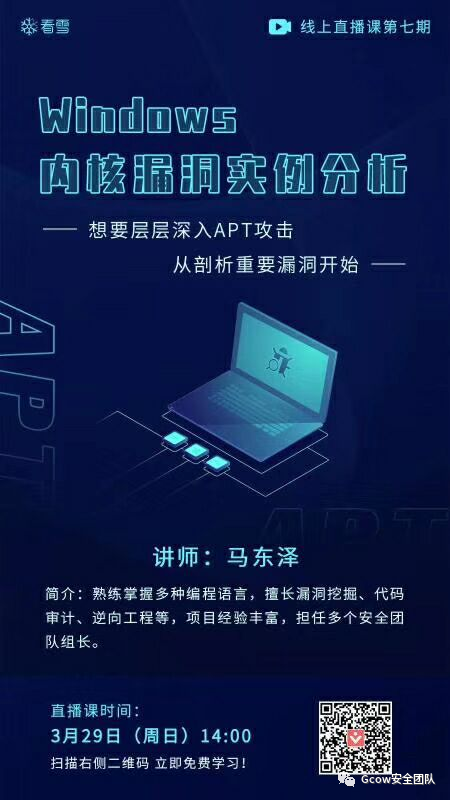 看雪
线上直播课第七期
Windows
内核漏洞实例分析
想要层层深入APT攻击
从剖析重要漏洞开始
APT
APT
讲师：马东泽
简介：熟练掌握多种编程语言，擅长漏洞挖掘、代码
审计、逆向工程等，项目经验丰富，担任多个安全团
队组长。
直播课时间：
3月29日（周日）14:00
扫描右侧二维码 立即免费学习！
Gcow安全团队